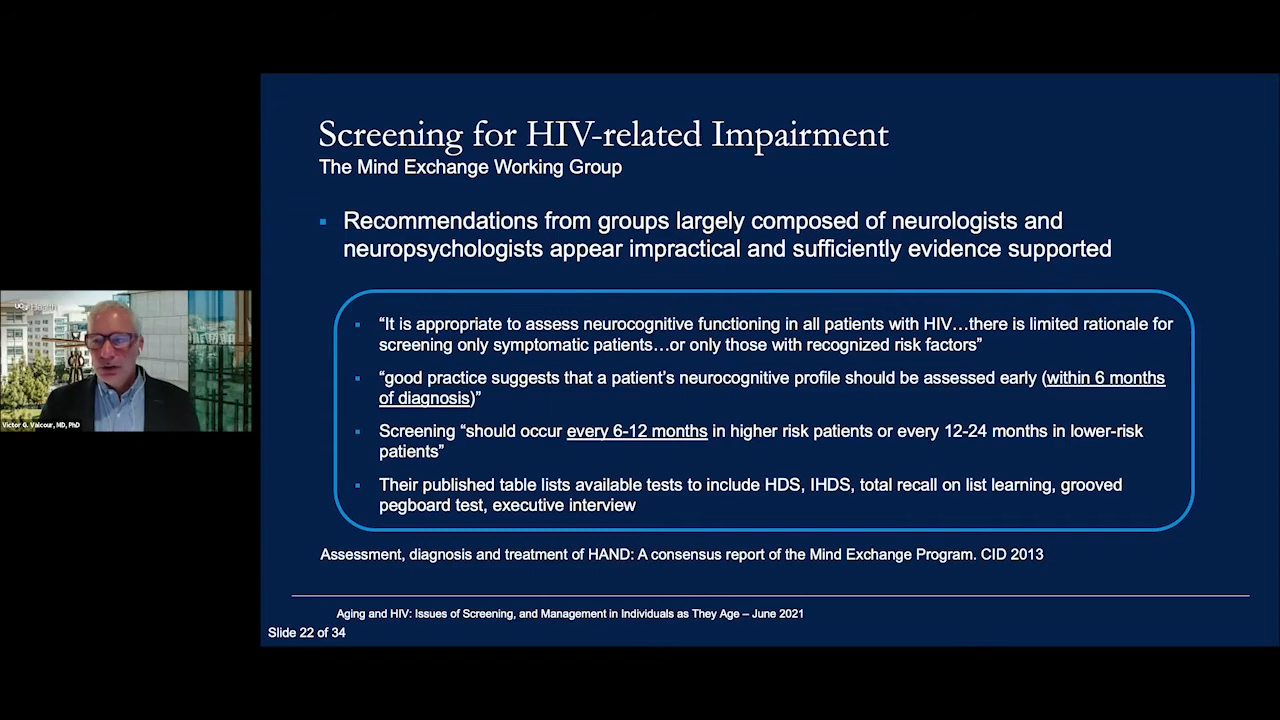 Screening for HIV-related Impairment
The Mind Exchange Working Group
Recommendations from groups largely composed of neurologists and
neuropsychologists appear impractical and sufficiently evidence supported
“It is appropriate to assess neurocognitive functioning in all patients with HIV…there is limited rationale for
screening only symptomatic patients…or only those with recognized risk factors”
“good practice suggests that a patient’s neurocognitive profile should be assessed early (within 6 months
of diagnosis)”
Screening “should occur every 6-12 months in higher risk patients or every 12-24 months in lower-risk
patients”
Their published table lists available tests to include HDS, IHDS, total recall on list learning, grooved
pegboard test, executive interview
Assessment, diagnosis and treatment of HAND: A consensus report of the Mind Exchange Program. CID 2013
Aging and HIV: Issues of Screening, and Management in Individuals as They Age – June 2021
Slide 22 of 34
Victor G. Valcour, MD, PhD